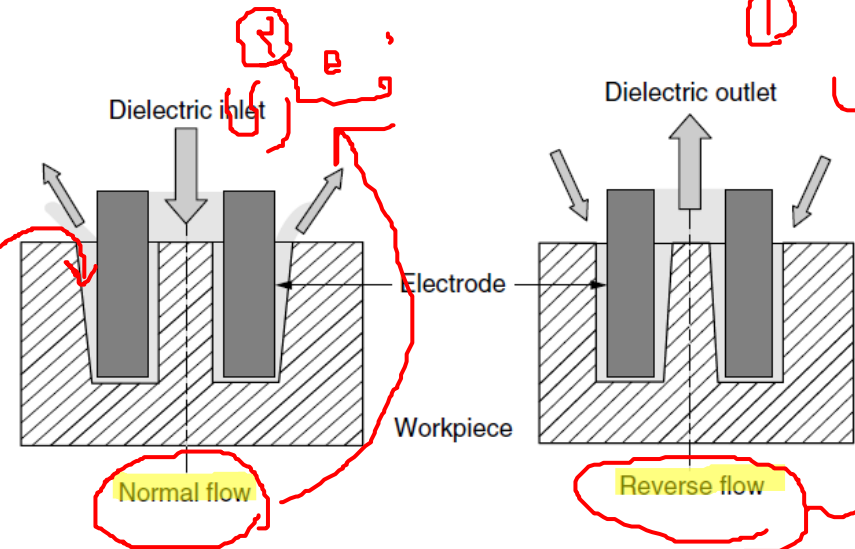 Dielectric inlet
Dielectric outlet
Electrode
Workpiece
Normal flow
Reverse flow